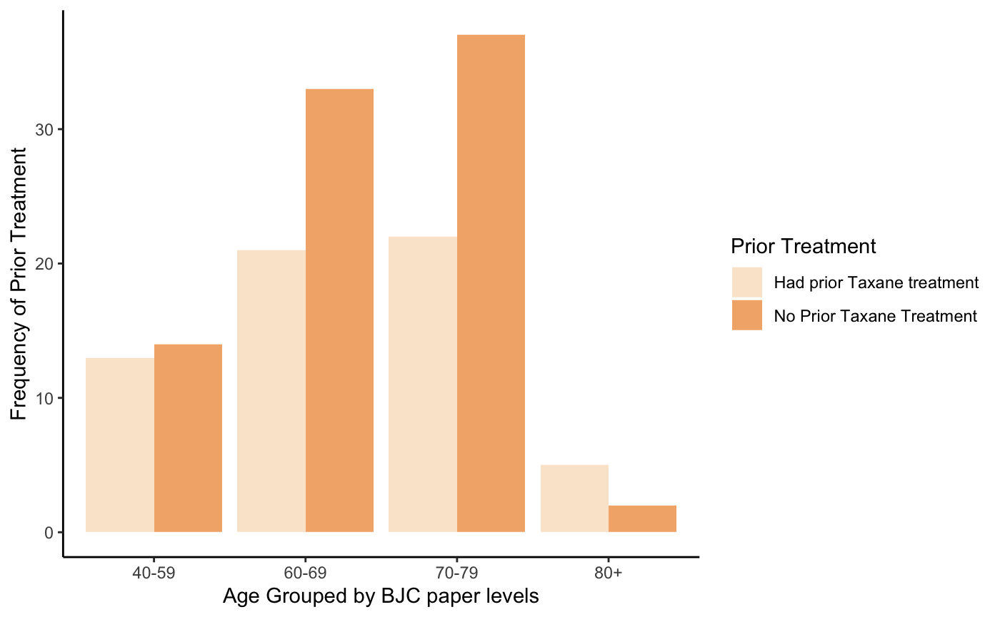 Frequency of Prior Treatment
30
20
10
0
40-59
60-69
70-79
80+
Age Grouped by BJC paper levels
Prior Treatment
Had prior Taxane treatment
No Prior Taxane Treatment